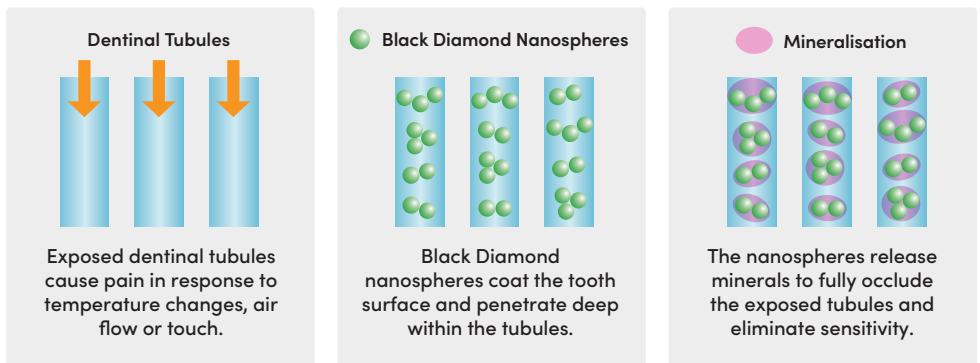 Dentinal Tubules
Exposed dentinal tubules
cause pain in response to
temperature changes, air
flow or touch.
Black Diamond Nanospheres
Black Diamond
nanospheres coat the tooth
surface and penetrate deep
within the tubules.
Mineralisation
The nanospheres release
minerals to fully occlude
the exposed tubules and
eliminate sensitivity.